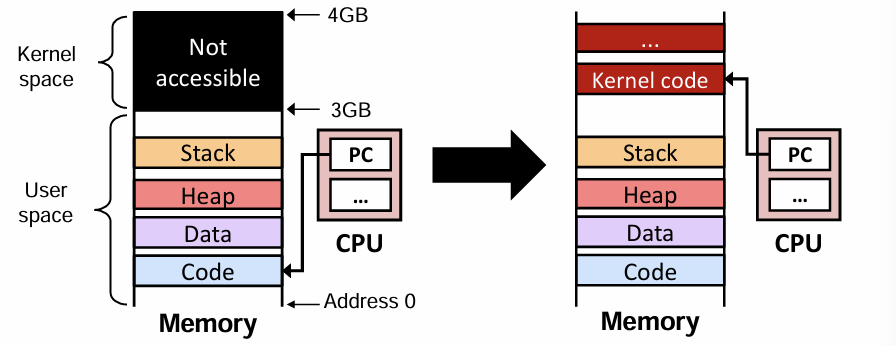 4GB
Kernel
space
Not
accessible
3GB
User
space
Stack
Heap
Data
Code
PC
...
CPU
Address 0
Memory
...
Kernel code
Stack
Heap
Data
Code
PC
...
CPU
Memory